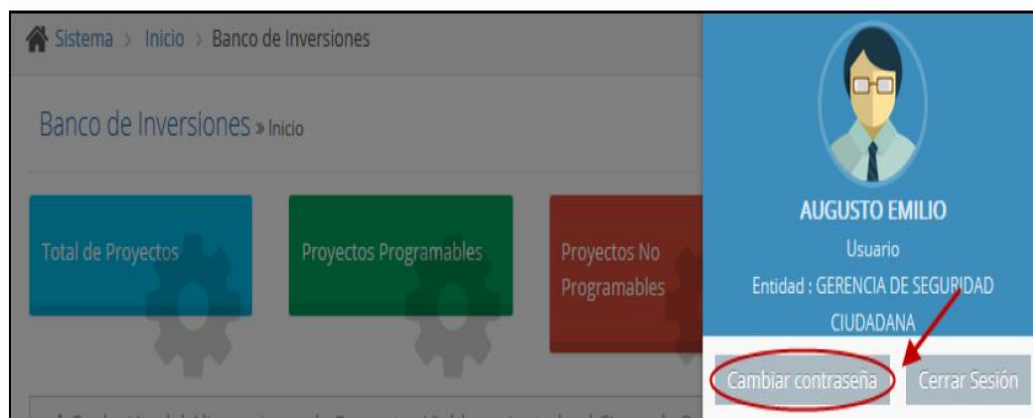 Sistema > Inicio > Banco de Inversiones
Banco de Inversiones » Inicio
Total de Proyectos
Proyectos Programables
Proyectos No
Programables
AUGUSTO EMILIO
Usuario
Entidad : GERENCIA DE SEGURIDAD
CIUDADANA
Cambiar contraseña
Cerrar Sesión